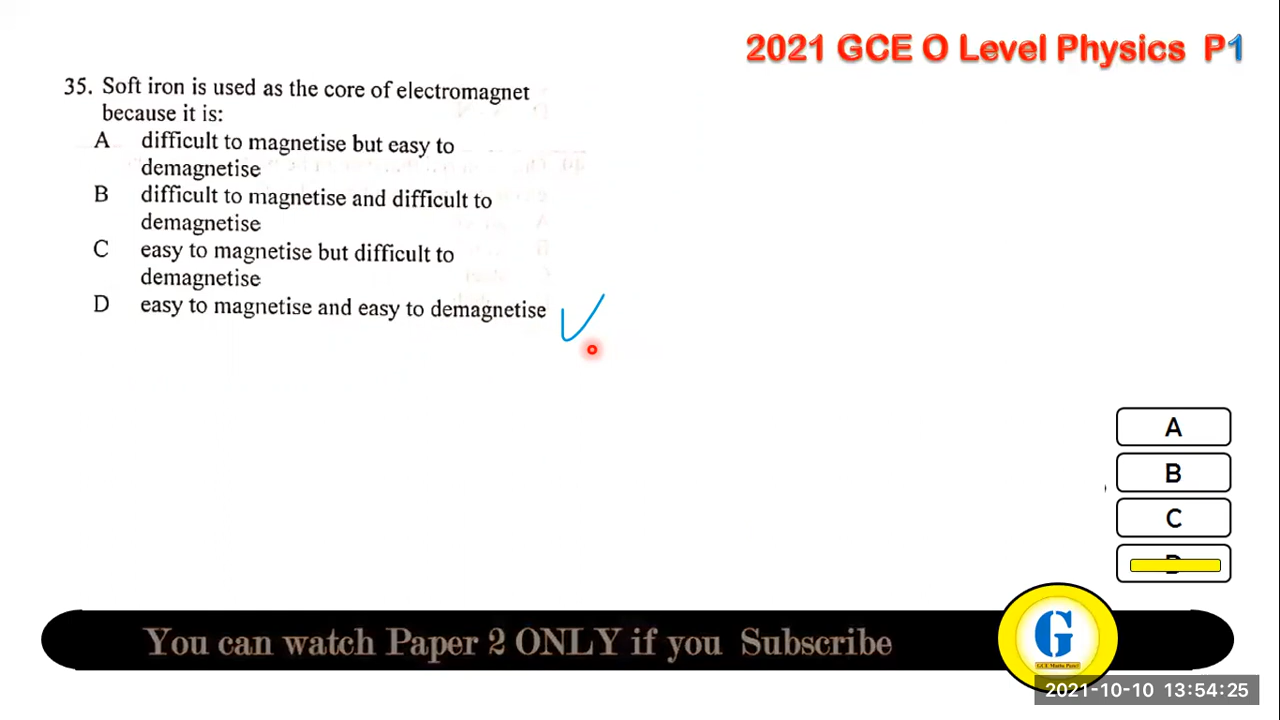 2021 GCE O Level Physics P1
35. Soft iron is used as the core of electromagnet
because it is:
A difficult to magnetise but easy to
demagnetise
B difficult to magnetise and difficult to
demagnetise
C easy to magnetise but difficult to
demagnetise
D easy to magnetise and easy to demagnetise
A
B
C
D
You can watch Paper 2 ONLY if you Subscribe
G
GCE Maths Pam1
2021-10-10 13:54:25